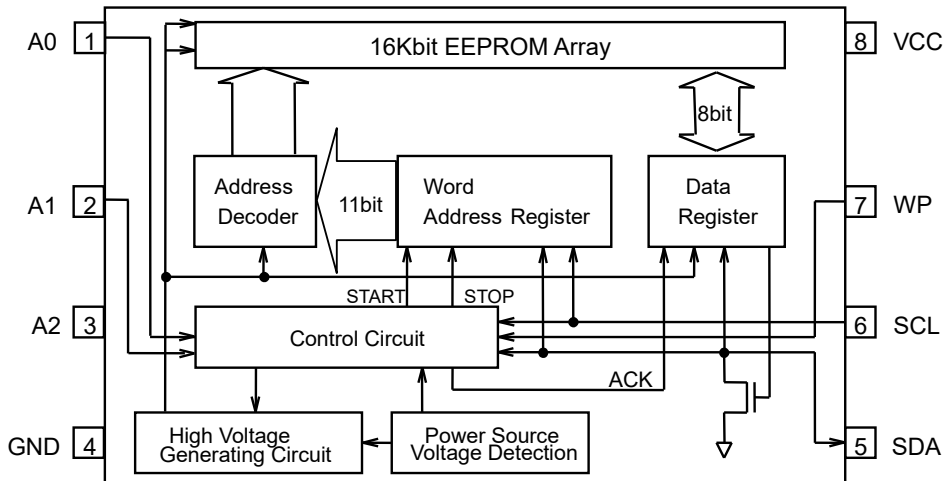 A0
1
16Kbit EEPROM Array
8
VCC
8bit
A1
2
Address
Decoder
11bit
Word
Address Register
Data
Register
7
WP
START
STOP
A2
3
Control Circuit
6
SCL
ACK
GND
4
High Voltage
Generating Circuit
Power Source
Voltage Detection
5
SDA